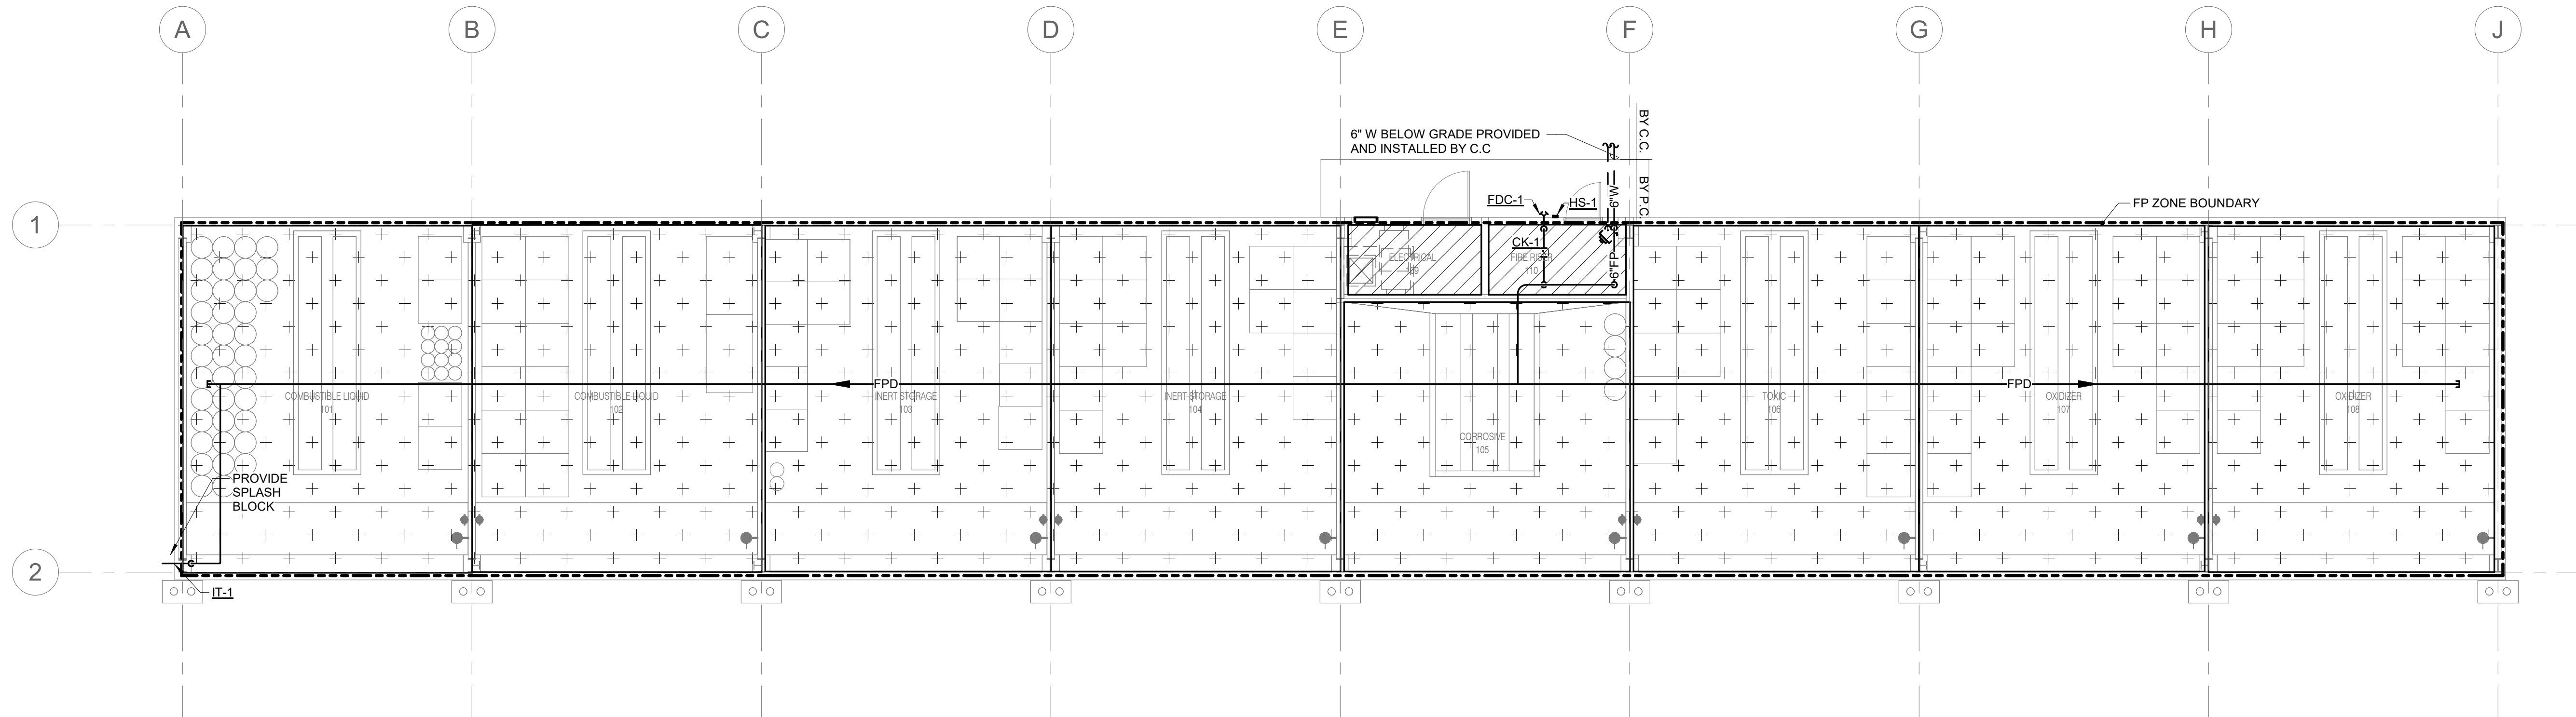 A
B
C
D
E
F
G
H
J
1
2
6" W BELOW GRADE PROVIDED
AND INSTALLED BY C.C
BY C.C.
BY P.C.
FDC-1
HS-1
6"W
FP ZONE BOUNDARY
CK-1
ELECTRICAL
109
FIRE RISER
110
6"FP
FPD
FPD
COMBUSTIBLE LIQUID
101
COMBUSTIBLE LIQUID
102
INERT STORAGE
103
INERT STORAGE
104
CORROSIVE
105
TOXIC
106
OXIDIZER
107
OXIDIZER
108
PROVIDE
SPLASH
BLOCK
IT-1